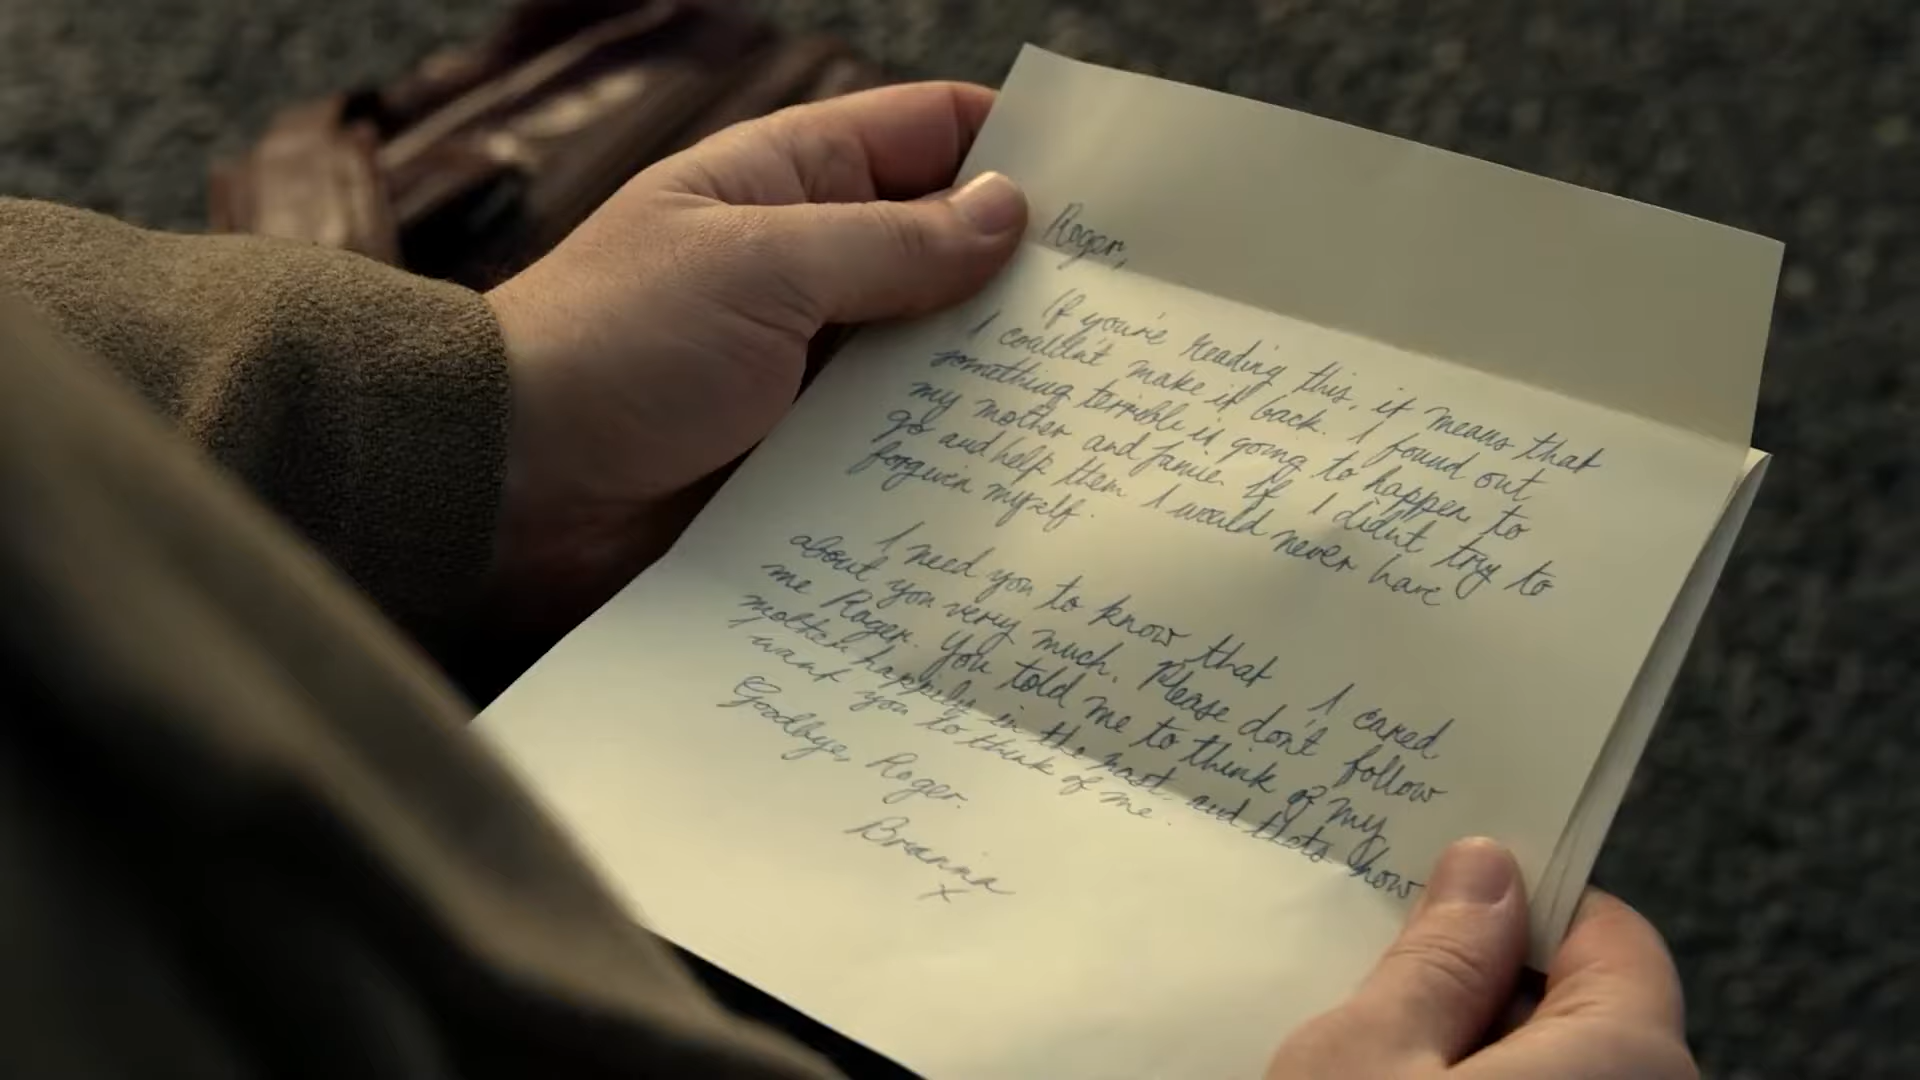 Roger,
If you're reading this, it means that
I couldn't make it back. I found out
something terrible is going to happen to
my mother and Jamie. If I didn't try to
go and help them I would never have
forgiven myself.
I need you to know that I cared
about you very much. Please don't follow
me Roger. You told me to think of my
mother happily in the past, and thats how
I want you to think of me.
Goodbye, Roger.
Brianna
x